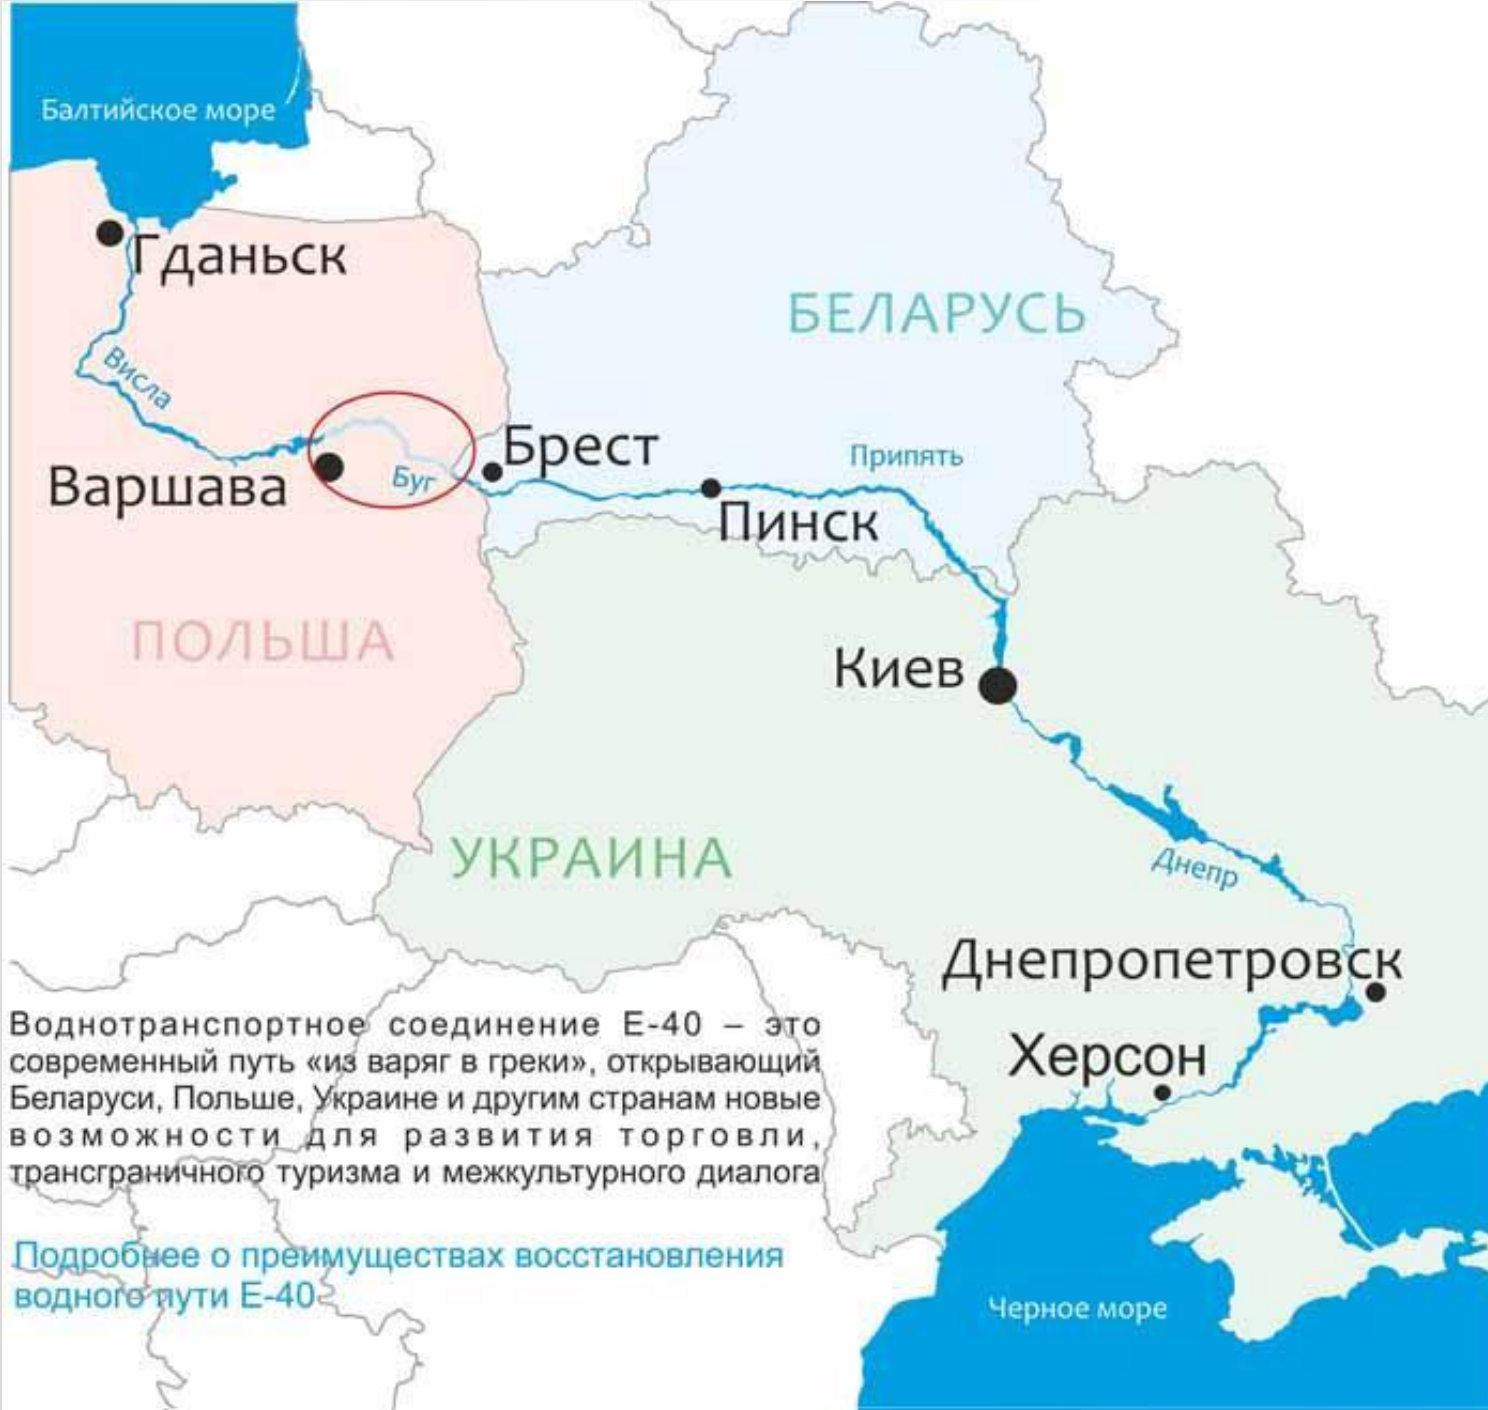 Балтийское море
Гданьск
БЕЛАРУСЬ
Висла
Брест
Припять
Буг
Варшава
Пинск
ПОЛЬША
Киев
УКРАИНА
Днепр
Днепропетровск
Херсон
Воднотранспортное соединение Е-40 – это
современный путь «из варяг в греки», открывающий
Беларуси, Польше, Украине и другим странам новые
возможности для развития торговли,
трансграничного туризма и межкультурного диалога
Подробнее о преимуществах восстановления
водного пути Е-40
Черное море